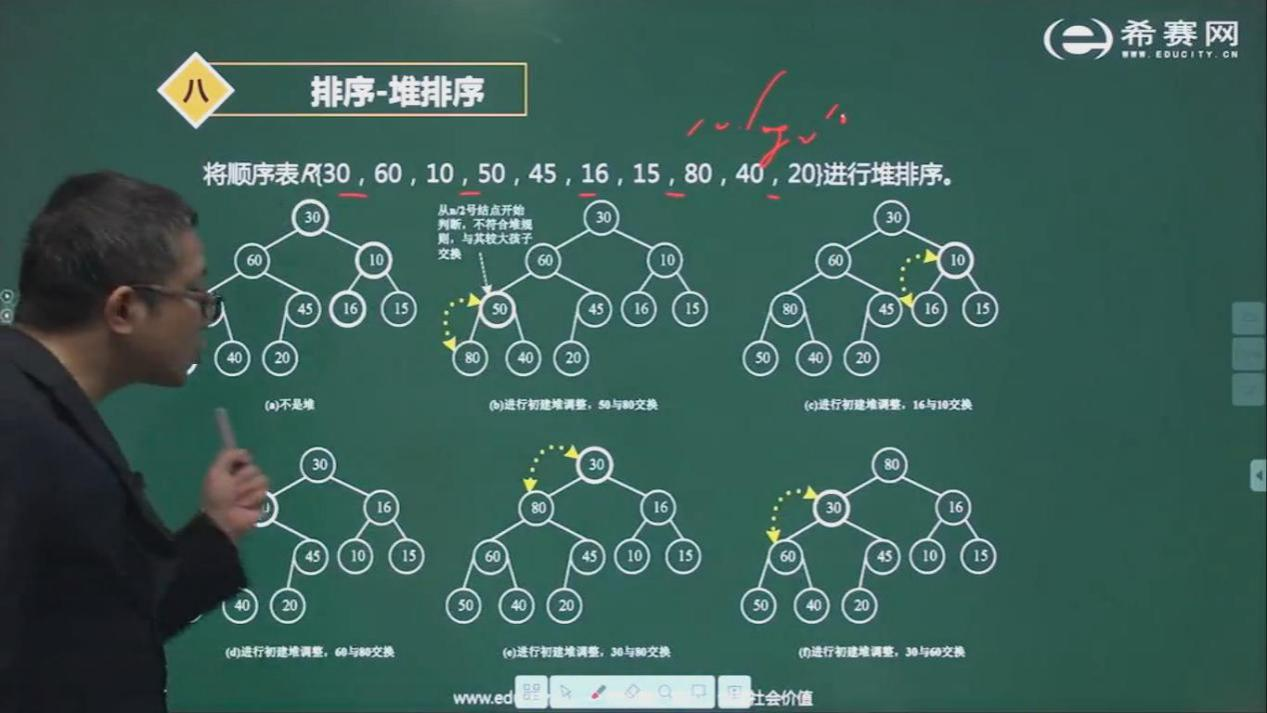 希赛网
WWW.EDUCITY.CN
八
排序-堆排序
将顺序表R{30，60，10，50，45，16，15，80，40，20}进行堆排序。
30
60 10
45 16 15
40 20
(a)不是堆
从n/2号结点开始
判断，不符合堆规
则，与其较大孩子
交换
30
60 10
50 45 16 15
80 40 20
(b)进行初建堆调整，50与80交换
30
60 10
80 45 16 15
50 40 20
(c)进行初建堆调整，16与10交换
30
16
45 10 15
40 20
(d)进行初建堆调整，60与80交换
30
80 16
60 45 10 15
50 40 20
(e)进行初建堆调整，30与80交换
80
30 16
60 45 10 15
50 40 20
(f)进行初建堆调整，30与60交换
www.edu
社会价值